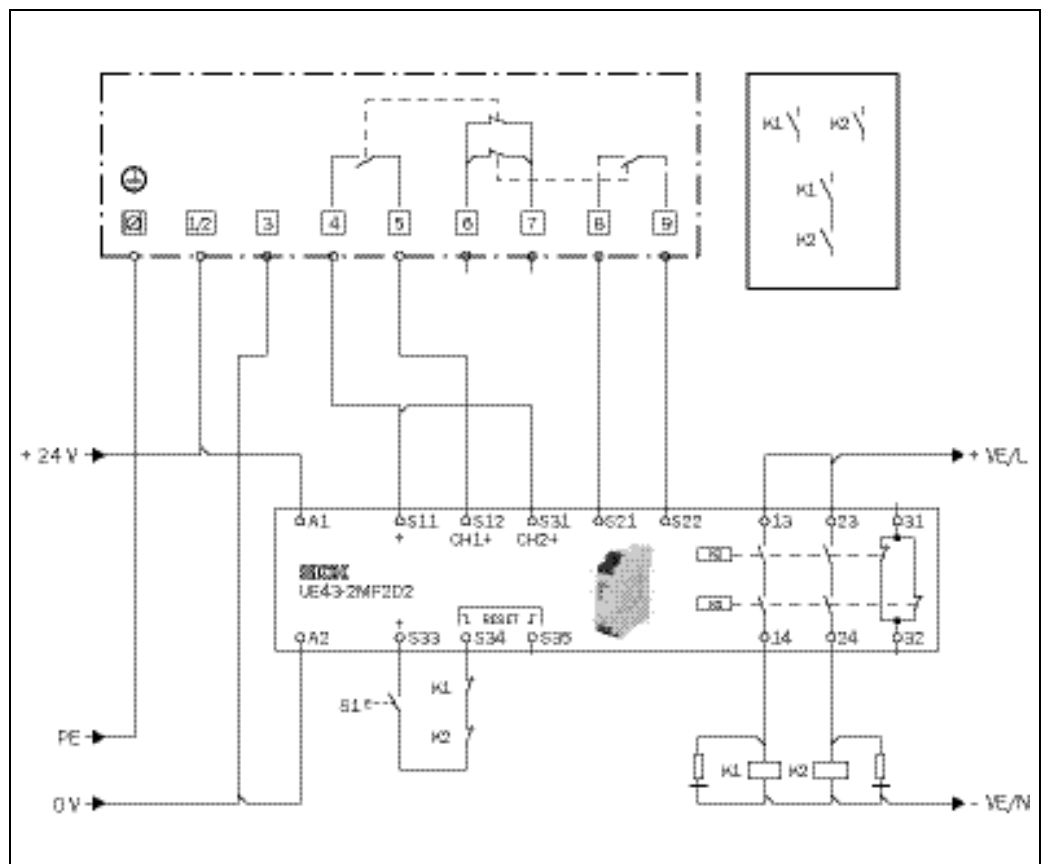 K1 K2
K1
K2
1/2 3 4 5 6 7 8 9
+ 24 V + VE/L
A1 S11 S12 S31 S21 S22 13 23 31
+ CH1+ CH2+
K2
SICK
UE43-2MF2D2
K1
+ RESET
A2 S33 S34 S35 14 24 32
K1
S1
K2
PE
K1 K2
0 V - VE/N